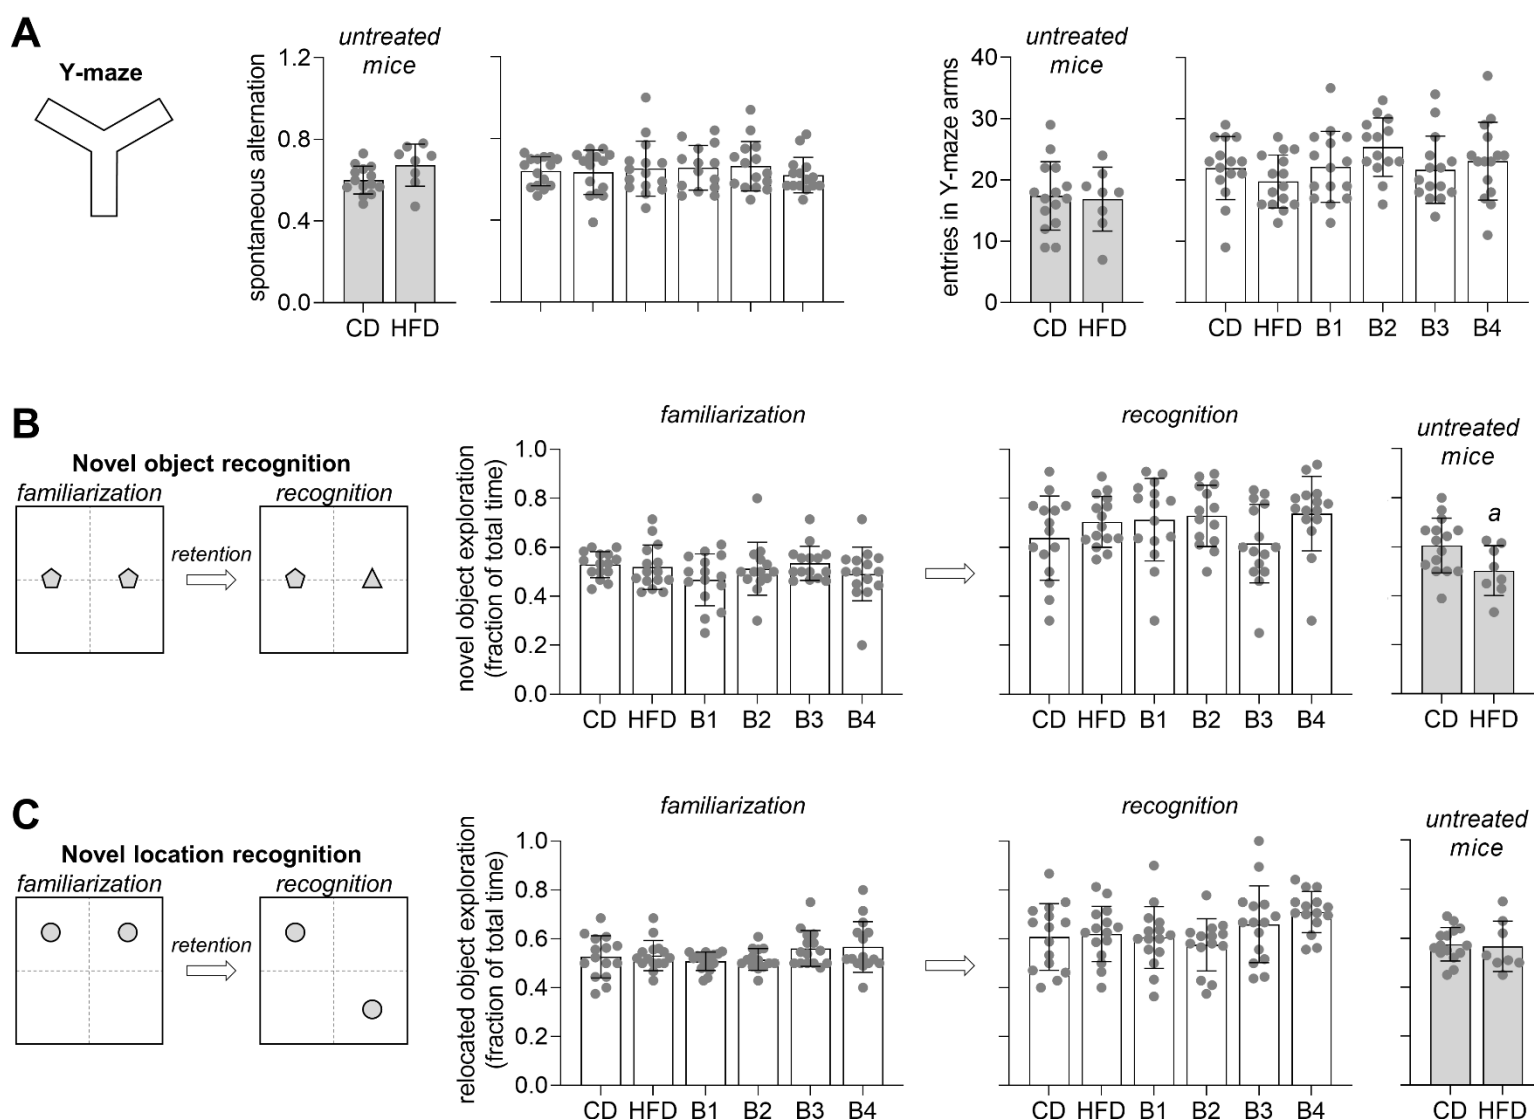 A
Y-maze
spontaneous alternation
1.2
0.8
0.4
0.0
untreated
mice
CD HFD
entries in Y-maze arms
40
30
20
10
0
untreated
mice
CD HFD
CD HFD B1 B2 B3 B4
B
Novel object recognition
familiarization
recognition
retention
novel object exploration
(fraction of total time)
familiarization
1.0
0.8
0.6
0.4
0.2
0.0
CD HFD B1 B2 B3 B4
recognition
CD HFD B1 B2 B3 B4
untreated
mice
a
CD HFD
C
Novel location recognition
familiarization
recognition
retention
relocated object exploration
(fraction of total time)
familiarization
1.0
0.8
0.6
0.4
0.2
0.0
CD HFD B1 B2 B3 B4
recognition
CD HFD B1 B2 B3 B4
untreated
mice
CD HFD